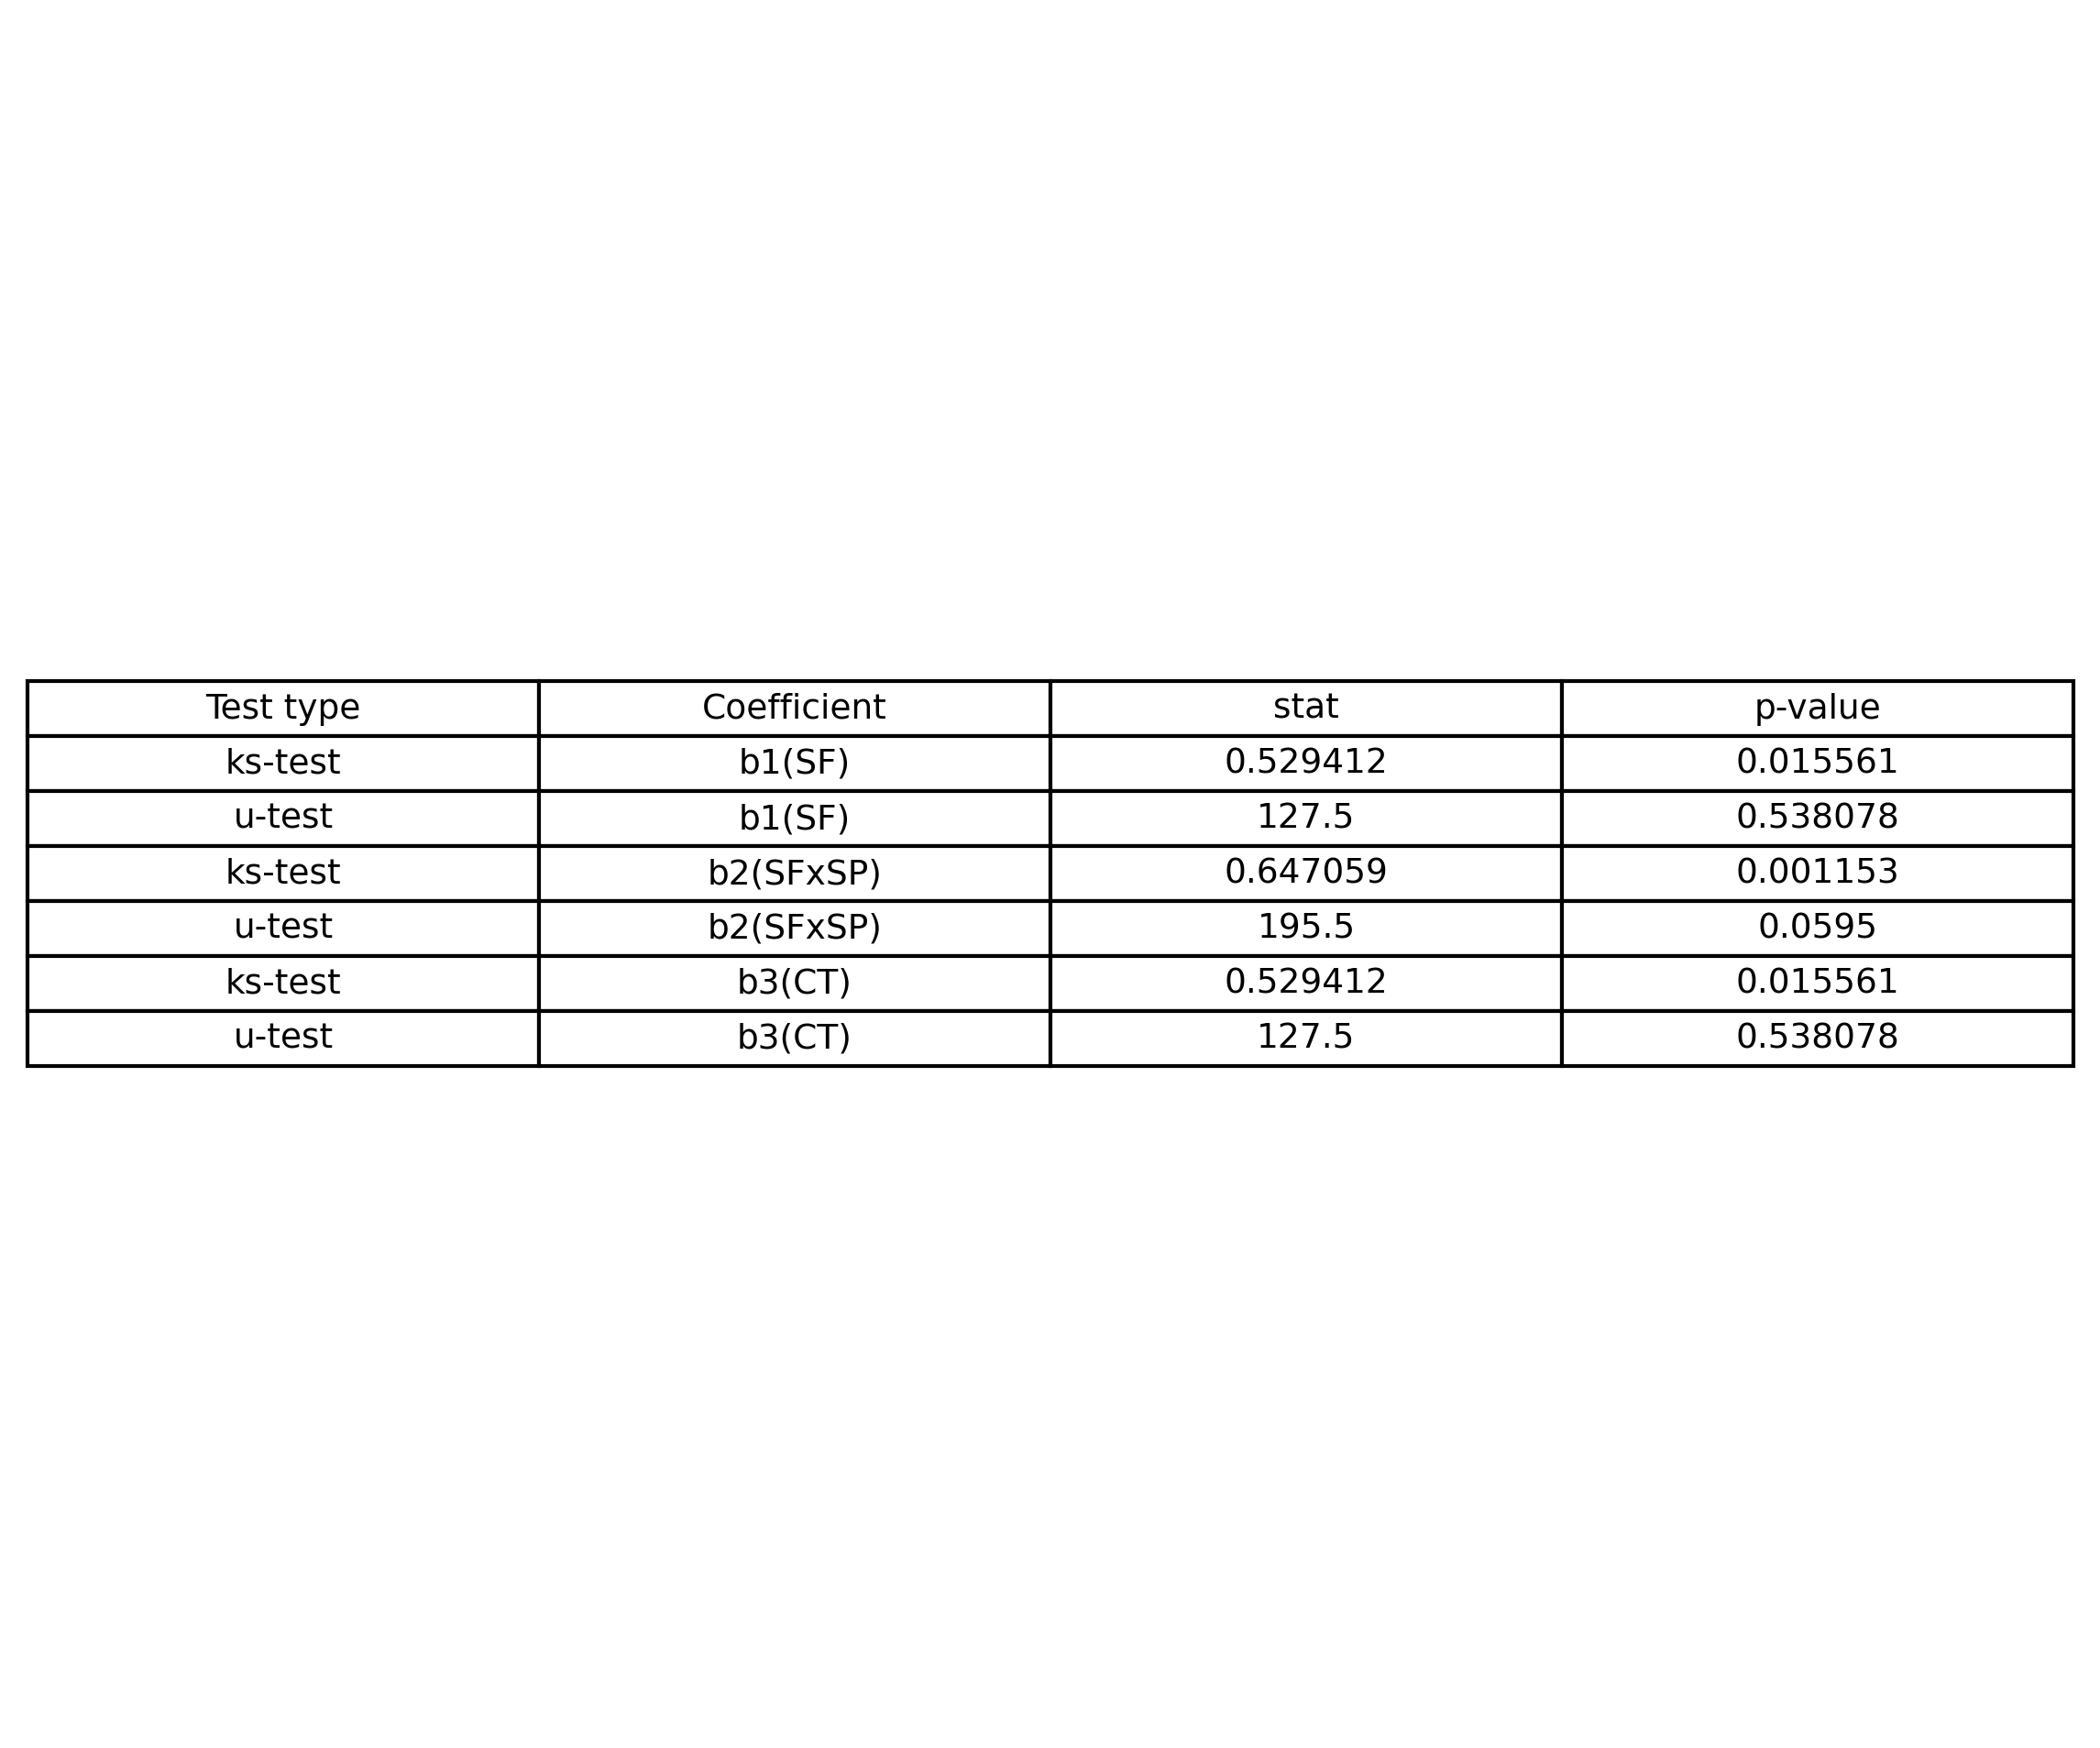 Test type Coefficient stat p-value
ks-test b1(SF) 0.529412 0.015561
u-test b1(SF) 127.5 0.538078
ks-test b2(SFxSP) 0.647059 0.001153
u-test b2(SFxSP) 195.5 0.0595
ks-test b3(CT) 0.529412 0.015561
u-test b3(CT) 127.5 0.538078